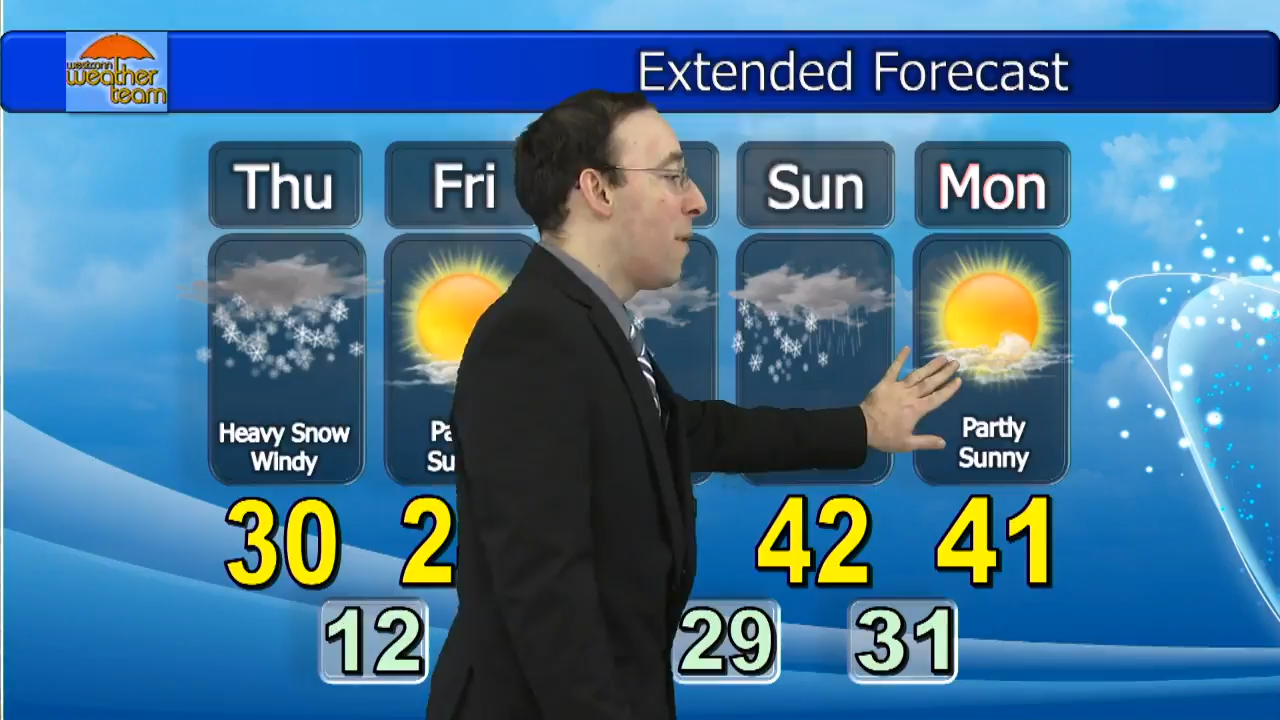 westconn
weather
team
Extended Forecast
Thu
Fri
Sun
Mon
Heavy Snow
Windy
Partly
Sunny
30
42
41
12
29
31